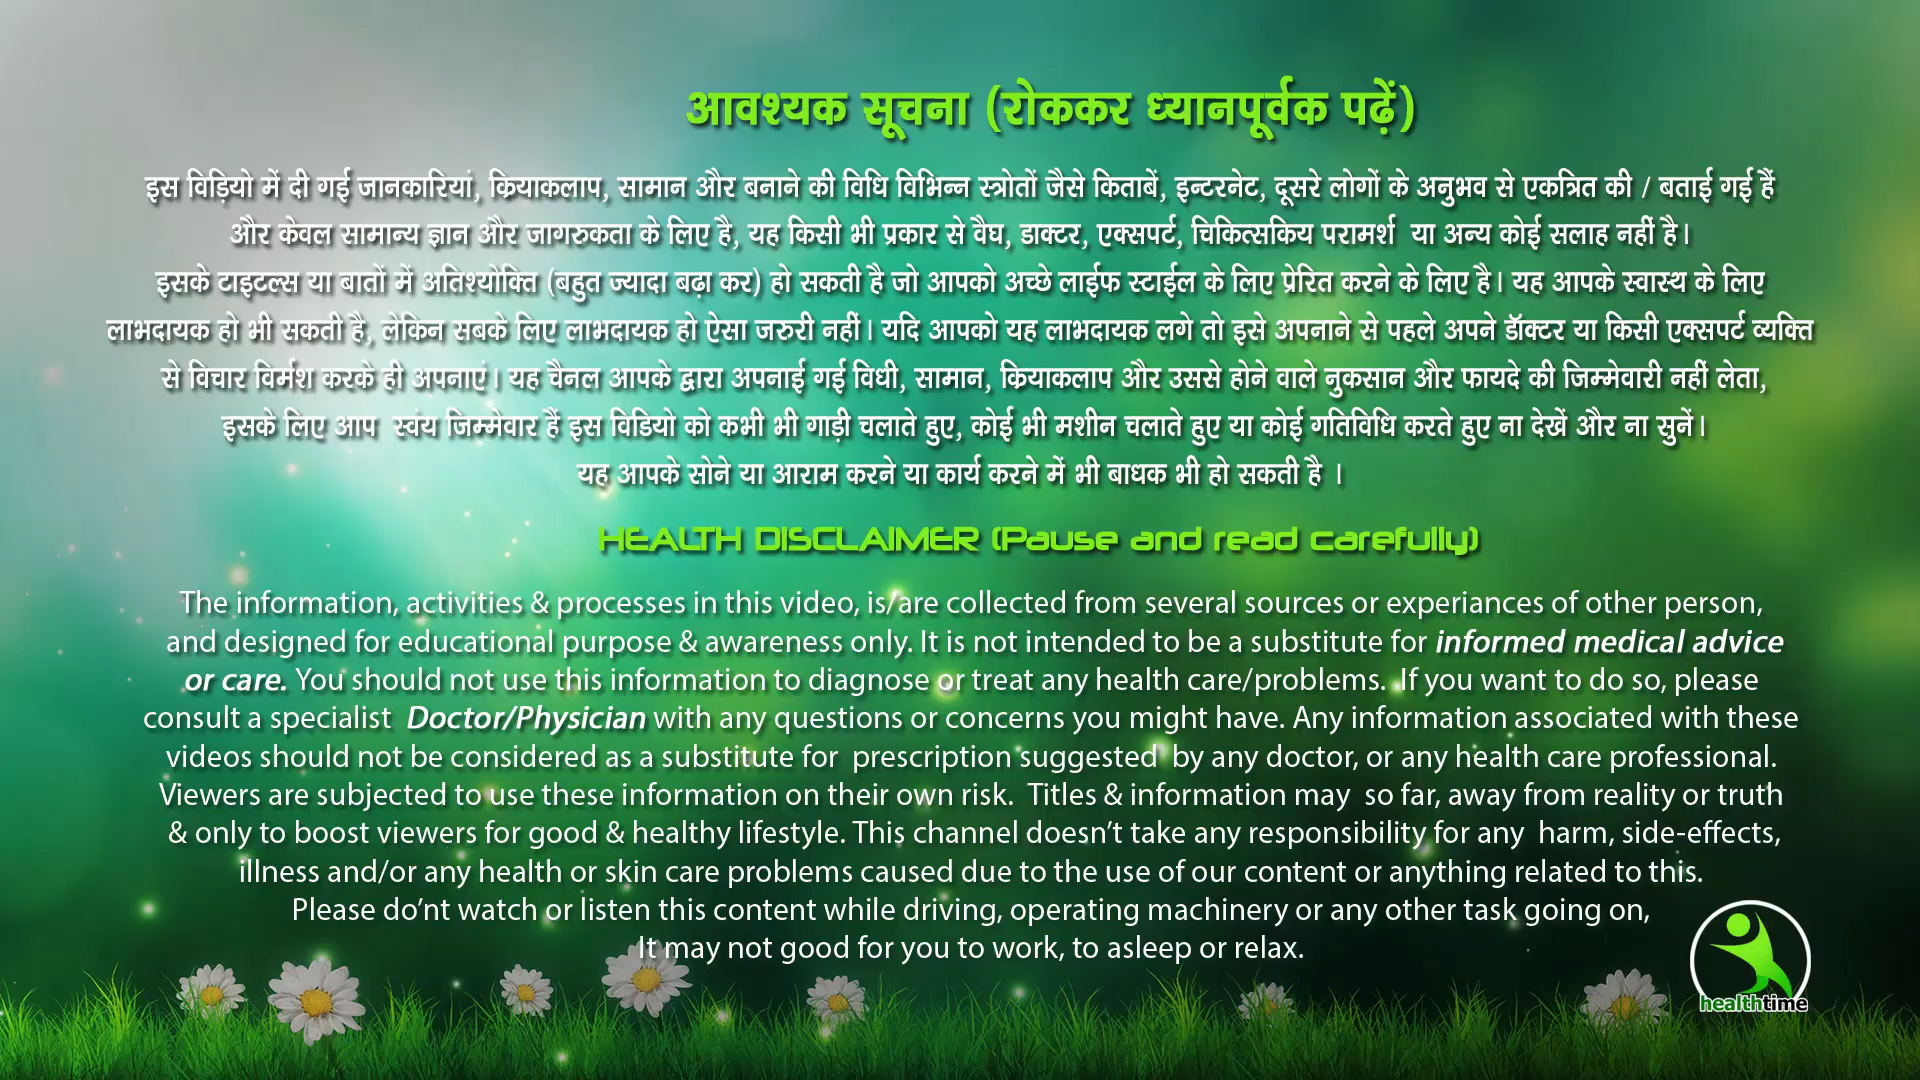 आवश्यक सूचना (रोककर ध्यानपूर्वक पढ़ें)
इस विड़ियो में दी गई जानकारियां, क्रियाकलाप, सामान और बनाने की विधि विभिन्न स्त्रोतों जैसे किताबें, इन्टरनेट, दूसरे लोगों के अनुभव से एकत्रित की / बताई गई हैं
और केवल सामान्य ज्ञान और जागरुकता के लिए है, यह किसी भी प्रकार से वैघ, डाक्टर, एक्सपर्ट, चिकित्सकिय परामर्श या अन्य कोई सलाह नहीं है।
इसके टाइटल्स या बातों में अतिश्योक्ति (बहुत ज्यादा बढ़ा कर) हो सकती है जो आपको अच्छे लाईफ स्टाईल के लिए प्रेरित करने के लिए है। यह आपके स्वास्थ के लिए
लाभदायक हो भी सकती है, लेकिन सबके लिए लाभदायक हो ऐसा जरुरी नहीं। यदि आपको यह लाभदायक लगे तो इसे अपनाने से पहले अपने डॅाक्टर या किसी एक्सपर्ट व्यक्ति
से विचार विर्मश करके ही अपनाएं। यह चैनल आपके द्वारा अपनाई गई विधी, सामान, क्रियाकलाप और उससे होने वाले नुकसान और फायदे की जिम्मेवारी नहीं लेता,
इसके लिए आप स्वंय जिम्मेवार हैं इस विडियो को कभी भी गाड़ी चलाते हुए, कोई भी मशीन चलाते हुए या कोई गतिविधि करते हुए ना देखें और ना सुनें।
यह आपके सोने या आराम करने या कार्य करने में भी बाधक भी हो सकती है ।
HEALTH DISCLAIMER (Pause and read carefully)
The information, activities & processes in this video, is/are collected from several sources or experiances of other person,
and designed for educational purpose & awareness only. It is not intended to be a substitute for informed medical advice
or care. You should not use this information to diagnose or treat any health care/problems. If you want to do so, please
consult a specialist Doctor/Physician with any questions or concerns you might have. Any information associated with these
videos should not be considered as a substitute for prescription suggested by any doctor, or any health care professional.
Viewers are subjected to use these information on their own risk. Titles & information may so far, away from reality or truth
& only to boost viewers for good & healthy lifestyle. This channel doesn't take any responsibility for any harm, side-effects,
illness and/or any health or skin care problems caused due to the use of our content or anything related to this.
Please do'nt watch or listen this content while driving, operating machinery or any other task going on,
It may not good for you to work, to asleep or relax.
healthtime